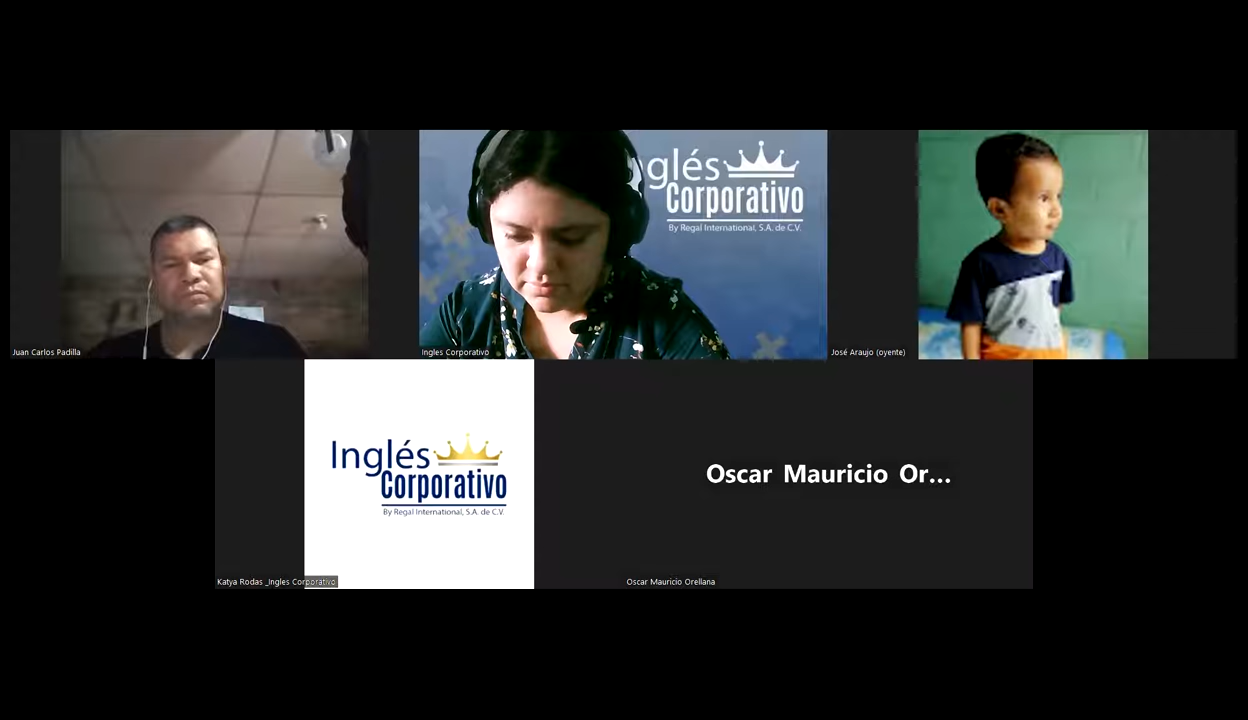 glés
Corporativo
By Regal International, S.A. de C.V.
Juan Carlos Padilla
Ingles Corporativo
José Araujo (oyente)
Inglés
Corporativo
By Regal International, S.A. de C.V.
Oscar Mauricio Or...
Katya Rodas _Ingles Corporativo
Oscar Mauricio Orellana